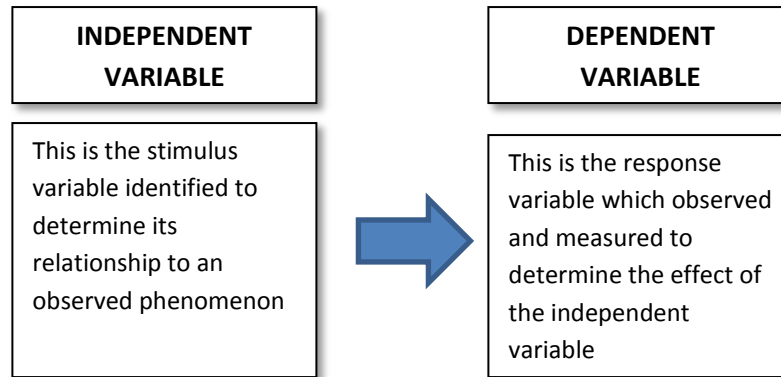 INDEPENDENT
VARIABLE
This is the stimulus
variable identified to
determine its
relationship to an
observed phenomenon
DEPENDENT
VARIABLE
This is the response
variable which observed
and measured to
determine the effect of
the independent
variable